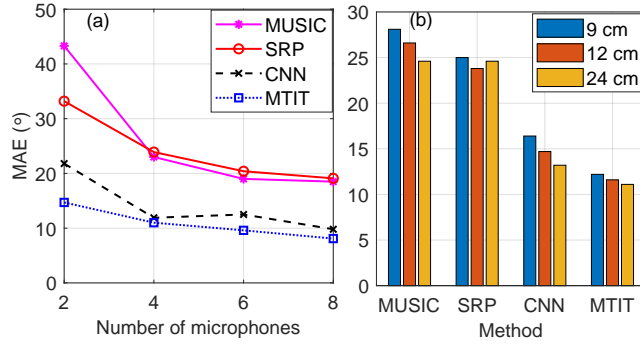 (a)
MUSIC
SRP
CNN
MTIT
50
40
30
20
10
0
MAE (°)
2 4 6 8
Number of microphones
(b)
9 cm
12 cm
24 cm
30
25
20
15
10
5
0
MUSIC SRP CNN MTIT
Method